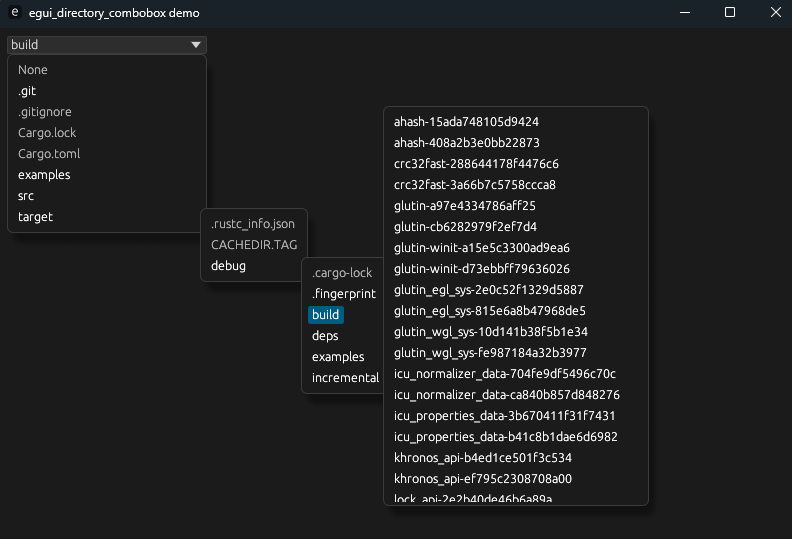 e egui_directory_combobox demo
build
None
.git
.gitignore
Cargo.lock
Cargo.toml
examples
src
target
.rustc_info.json
CACHEDIR.TAG
debug
.cargo-lock
.fingerprint
build
deps
examples
incremental
ahash-15ada748105d9424
ahash-408a2b3e0bb22873
crc32fast-288644178f4476c6
crc32fast-3a66b7c5758ccca8
glutin-a97e4334786aff25
glutin-cb6282979f2ef7d4
glutin-winit-a15e5c3300ad9ea6
glutin-winit-d73ebbff79636026
glutin_egl_sys-2e0c52f1329d5887
glutin_egl_sys-815e6a8b47968de5
glutin_wgl_sys-10d141b38f5b1e34
glutin_wgl_sys-fe987184a32b3977
icu_normalizer_data-704fe9df5496c70c
icu_normalizer_data-ca840b857d848276
icu_properties_data-3b670411f31f7431
icu_properties_data-b41c8b1dae6d6982
khronos_api-b4ed1ce501f3c534
khronos_api-ef795c2308708a00
lock_api-2e2b40de46b6a89a